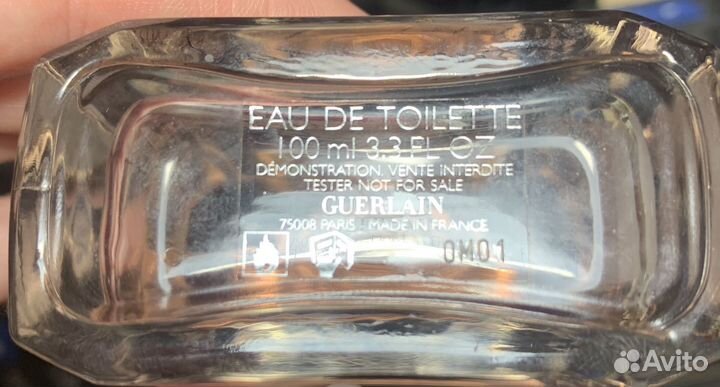 EAU DE TOILETTE
100 ml 3.3 FL OZ
DÉMONSTRATION. VENTE INTERDITE
TESTER NOT FOR SALE
GUERLAIN
75008 PARIS - MADE IN FRANCE
0M01
Avito